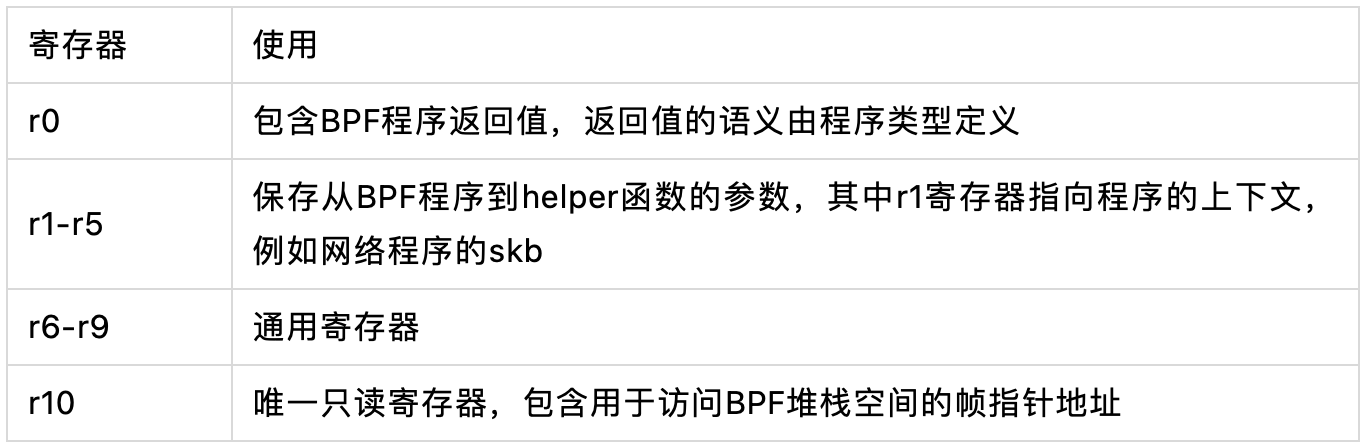 寄存器 使用
r0 包含BPF程序返回值，返回值的语义由程序类型定义
r1-r5 保存从BPF程序到helper函数的参数，其中r1寄存器指向程序的上下文，
例如网络程序的skb
r6-r9 通用寄存器
r10 唯一只读寄存器，包含用于访问BPF堆栈空间的帧指针地址